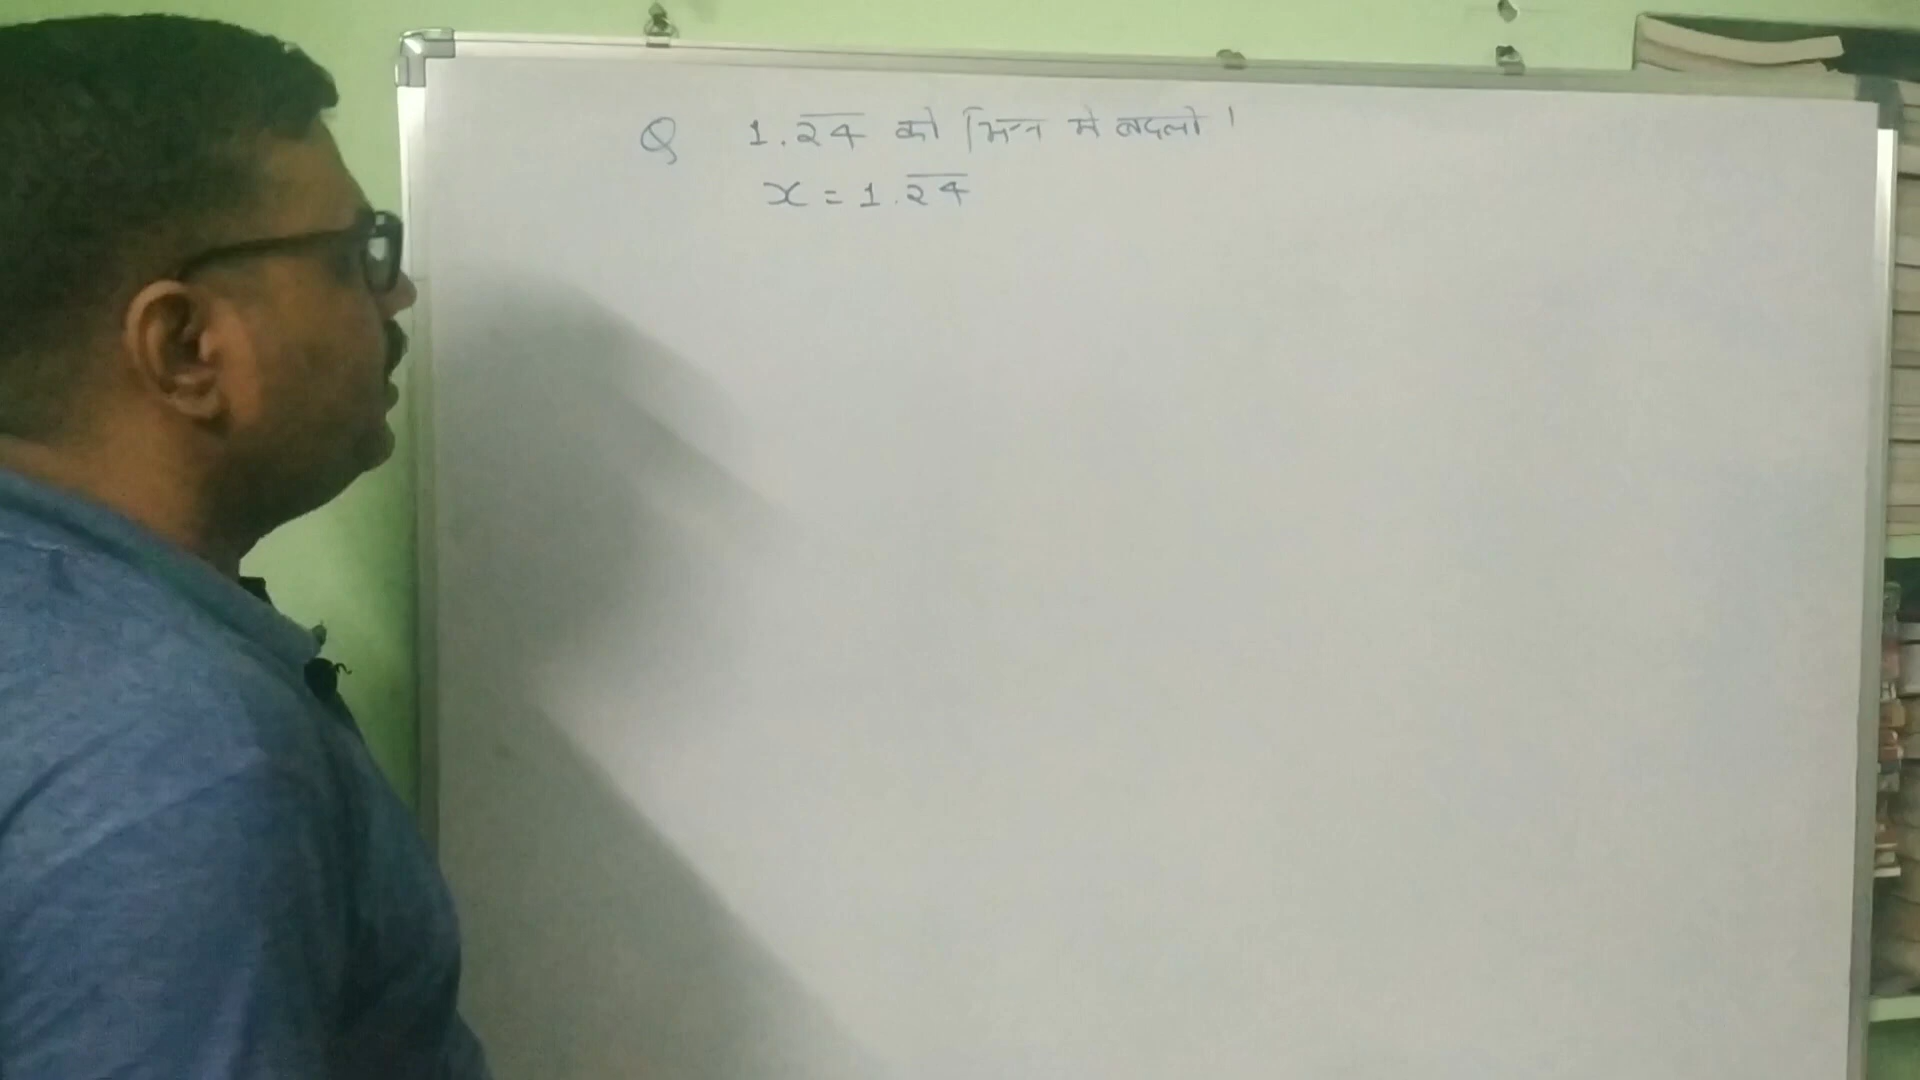 Q 1.2̅4̅ को भिन्न मे बदलो।
x = 1.2̅4̅